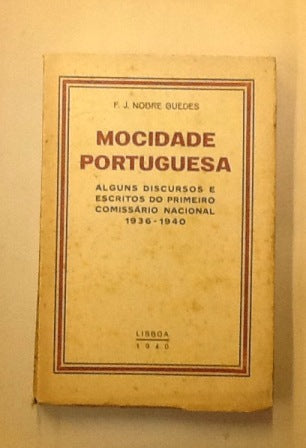 F. J. NOBRE GUEDES
MOCIDADE
PORTUGUESA
ALGUNS DISCURSOS E
ESCRITOS DO PRIMEIRO
COMISSÁRIO NACIONAL
1936-1940
LISBOA
1940